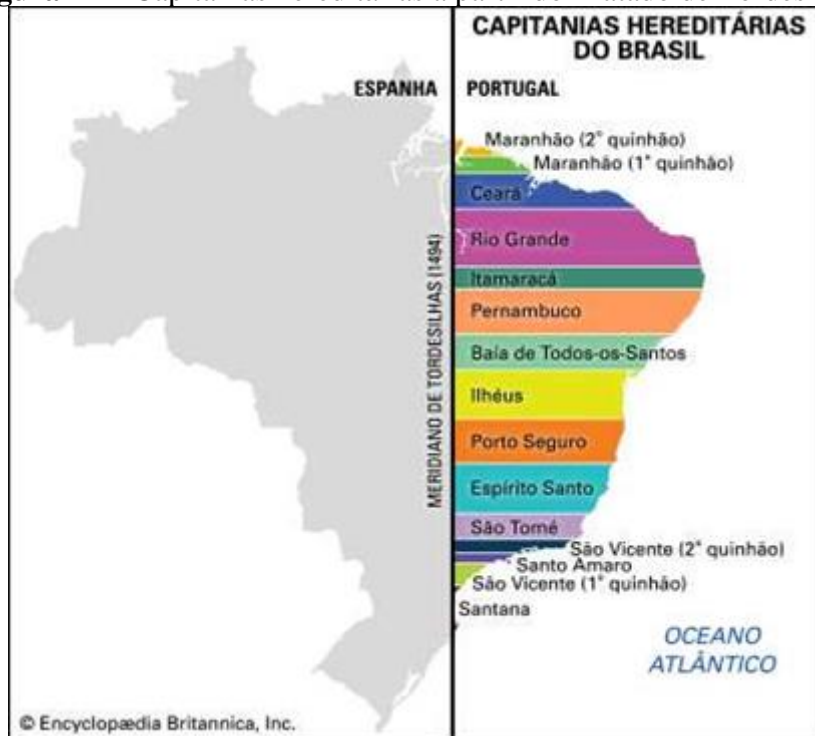 CAPITANIAS HEREDITÁRIAS
DO BRASIL
ESPANHA
PORTUGAL
Maranhão (2° quinhão)
Maranhão (1° quinhão)
Ceará
Rio Grande
Itamaracá
Pernambuco
Baía de Todos-os-Santos
Ilhéus
Porto Seguro
Espírito Santo
São Tomé
São Vicente (2° quinhão)
Santo Amaro
São Vicente (1° quinhão)
Santana
MERIDIANO DE TORDESILHAS (1494)
OCEANO
ATLÂNTICO
© Encyclopædia Britannica, Inc.